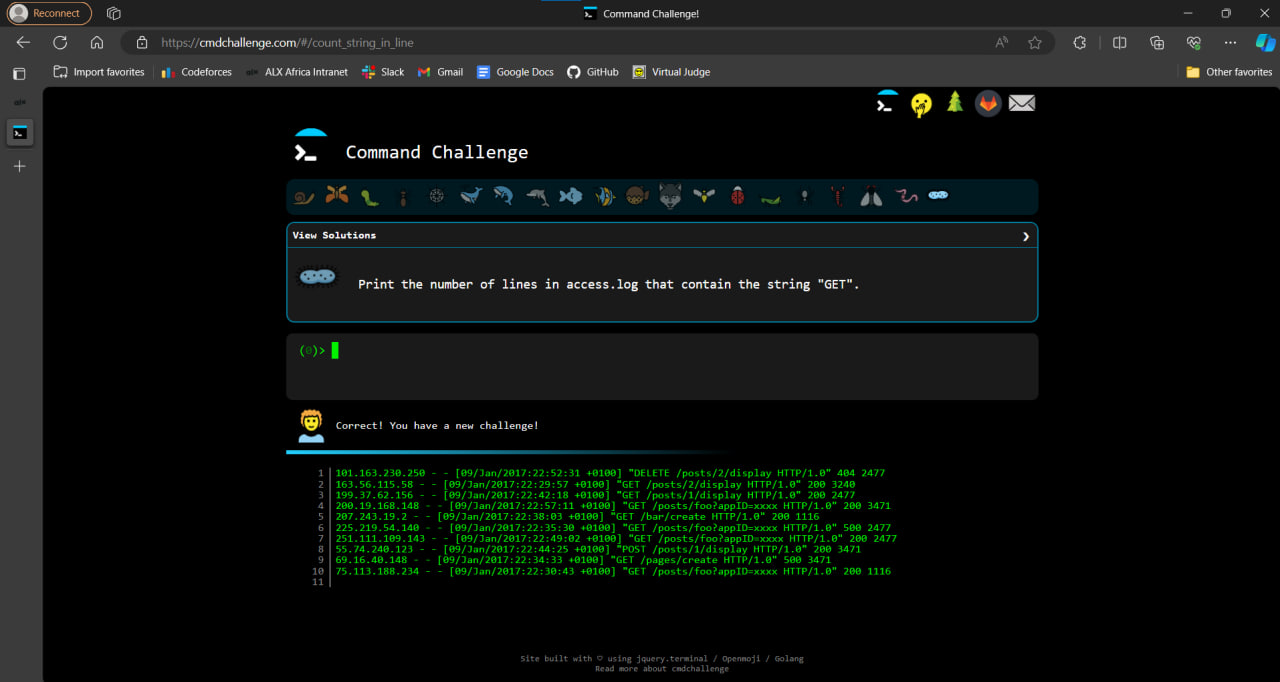 Reconnect
Command Challenge!
https://cmdchallenge.com/#/count_string_in_line
Import favorites
Codeforces
ALX Africa Intranet
Slack
Gmail
Google Docs
GitHub
Virtual Judge
Other favorites
Command Challenge
View Solutions
Print the number of lines in access.log that contain the string "GET".
(0)>
Correct! You have a new challenge!
1 101.163.230.250 - - [09/Jan/2017:22:52:31 +0100] "DELETE /posts/2/display HTTP/1.0" 404 2477
2 163.56.115.58 - - [09/Jan/2017:22:29:57 +0100] "GET /posts/2/display HTTP/1.0" 200 3240
3 199.37.62.156 - - [09/Jan/2017:22:42:18 +0100] "GET /posts/1/display HTTP/1.0" 200 2477
4 200.19.168.148 - - [09/Jan/2017:22:57:11 +0100] "GET /posts/foo?appID=xxxx HTTP/1.0" 200 3471
5 207.243.19.2 - - [09/Jan/2017:22:38:03 +0100] "GET /bar/create HTTP/1.0" 200 1116
6 225.219.54.140 - - [09/Jan/2017:22:35:30 +0100] "GET /posts/foo?appID=xxxx HTTP/1.0" 500 2477
7 251.111.109.143 - - [09/Jan/2017:22:49:02 +0100] "GET /posts/foo?appID=xxxx HTTP/1.0" 200 2477
8 55.74.240.123 - - [09/Jan/2017:22:44:25 +0100] "POST /posts/1/display HTTP/1.0" 200 3471
9 69.16.40.148 - - [09/Jan/2017:22:34:33 +0100] "GET /pages/create HTTP/1.0" 500 3471
10 75.113.188.234 - - [09/Jan/2017:22:30:43 +0100] "GET /posts/foo?appID=xxxx HTTP/1.0" 200 1116
11
Site built with ♡ using jquery.terminal / Openmoji / Golang
Read more about cmdchallenge